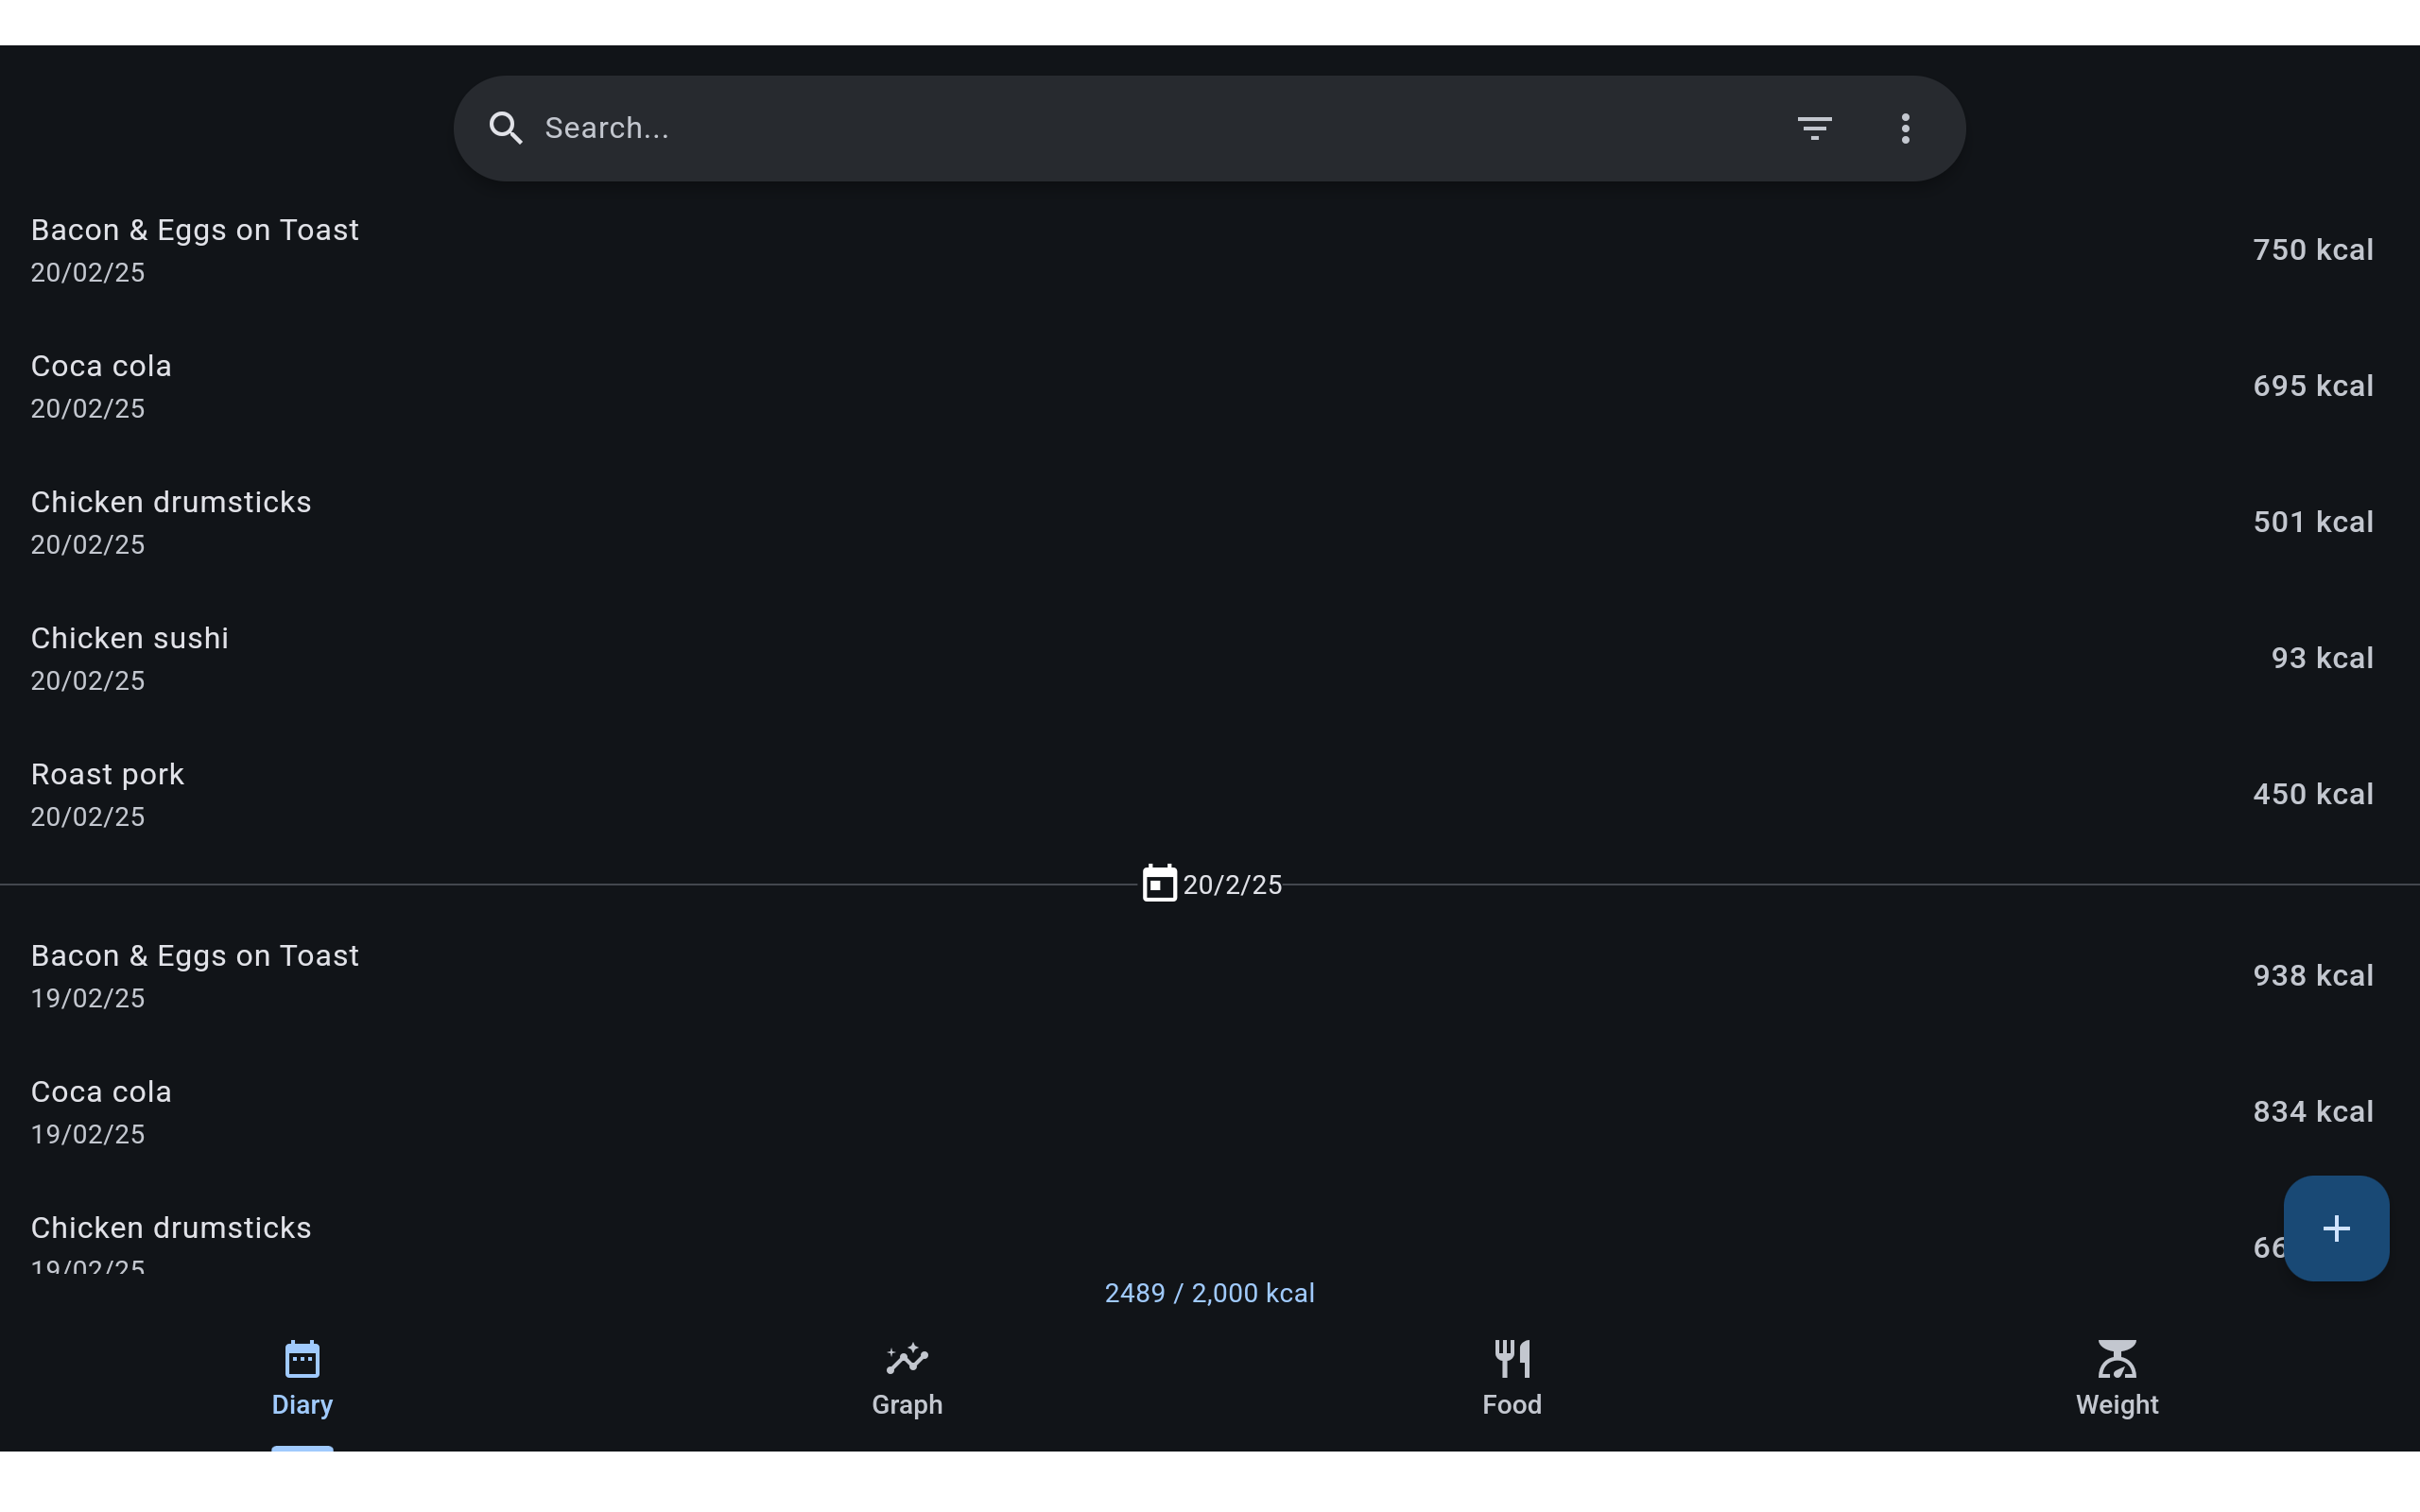 Search...
Bacon & Eggs on Toast
20/02/25
750 kcal
Coca cola
20/02/25
695 kcal
Chicken drumsticks
20/02/25
501 kcal
Chicken sushi
20/02/25
93 kcal
Roast pork
20/02/25
450 kcal
20/2/25
Bacon & Eggs on Toast
19/02/25
938 kcal
Coca cola
19/02/25
834 kcal
Chicken drumsticks
19/02/25
2489 / 2,000 kcal
Diary
Graph
Food
Weight